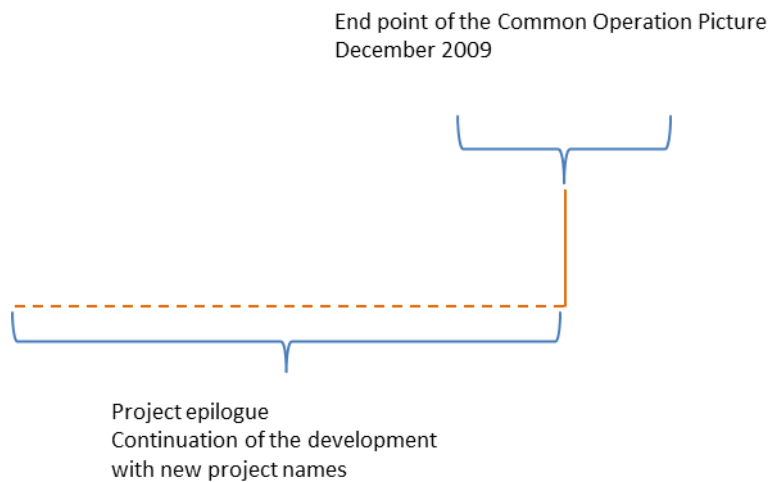 End point of the Common Operation Picture
December 2009
Project epilogue
Continuation of the development
with new project names